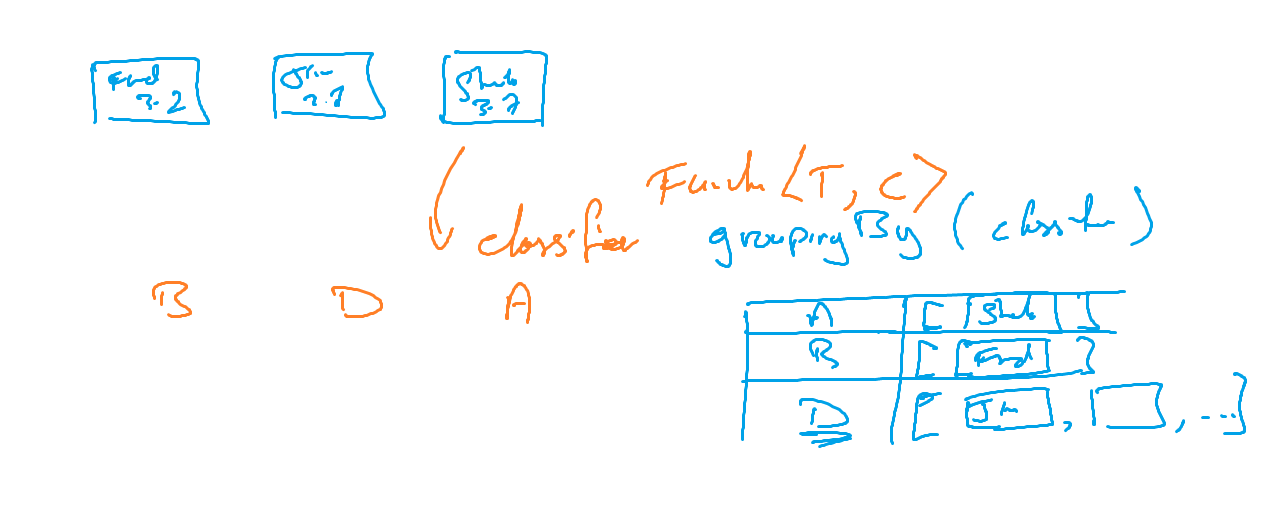 Fred
3.2
Jim
2.7
Sheila
3.7
Function <T, C>
classifier
groupingBy (classifier)
B
D
A
A [ Sheila ]
B [ Fred ]
D [ Jim , , ... ]